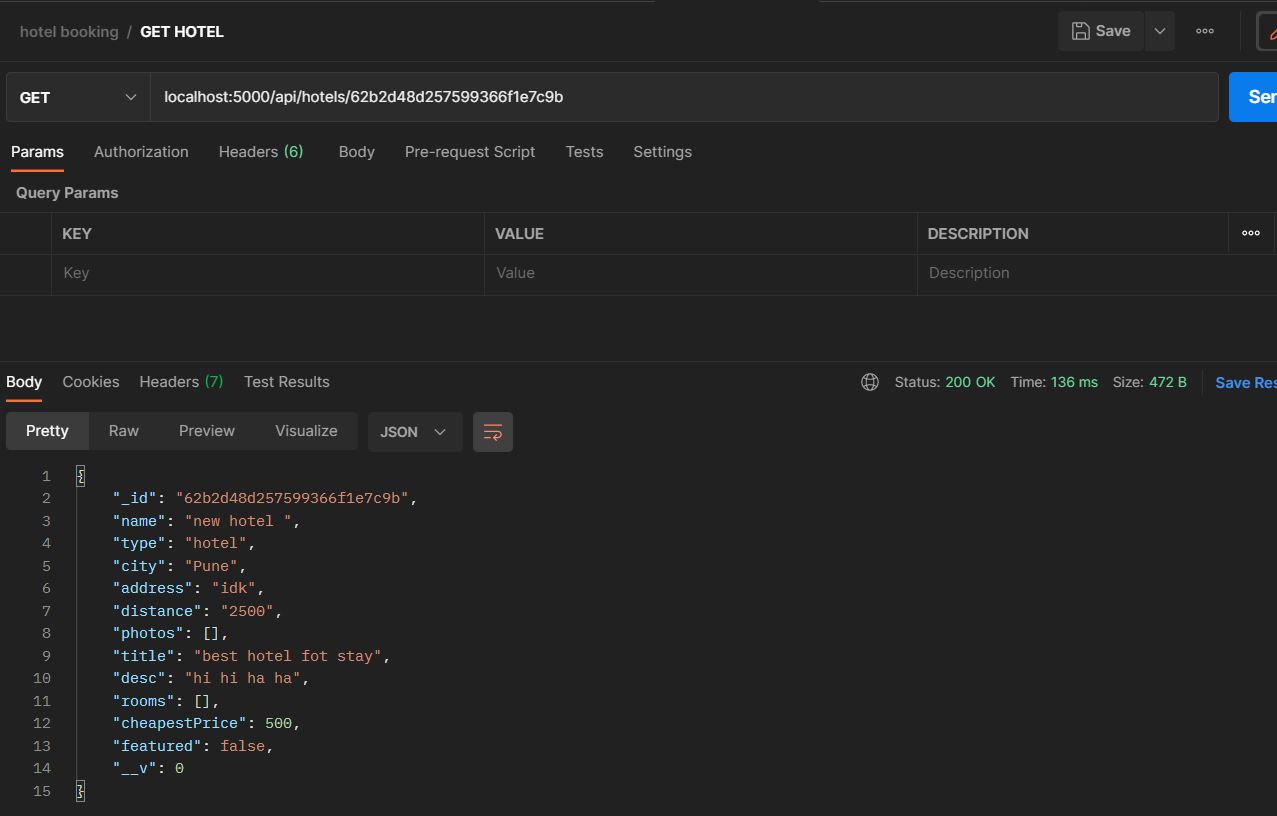 hotel booking / GET HOTEL
Save
GET
localhost:5000/api/hotels/62b2d48d257599366f1e7c9b
Params Authorization Headers (6) Body Pre-request Script Tests Settings
Query Params
KEY VALUE DESCRIPTION
Key Value Description
Body Cookies Headers (7) Test Results
Status: 200 OK Time: 136 ms Size: 472 B Save Res
Pretty Raw Preview Visualize JSON
1 {
2 "_id": "62b2d48d257599366f1e7c9b",
3 "name": "new hotel ",
4 "type": "hotel",
5 "city": "Pune",
6 "address": "idk",
7 "distance": "2500",
8 "photos": [],
9 "title": "best hotel fot stay",
10 "desc": "hi hi ha ha",
11 "rooms": [],
12 "cheapestPrice": 500,
13 "featured": false,
14 "__v": 0
15 }